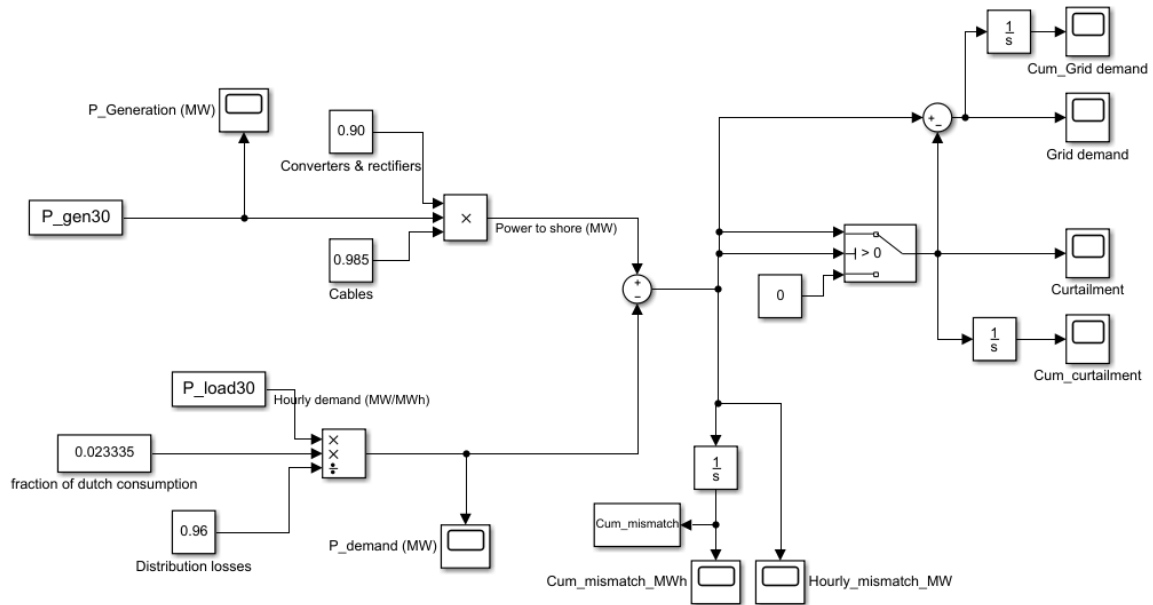 1
s
Cum_Grid demand
P_Generation (MW)
0.90
Converters & rectifiers
+
−
Grid demand
P_gen30
×
Power to shore (MW)
0.985
Cables
+
−
> 0
0
Curtailment
1
s
Cum_curtailment
P_load30
Hourly demand (MW/MWh)
0.023335
fraction of dutch consumption
×
×
÷
0.96
Distribution losses
P_demand (MW)
1
s
Cum_mismatch
Cum_mismatch_MWh
Hourly_mismatch_MW